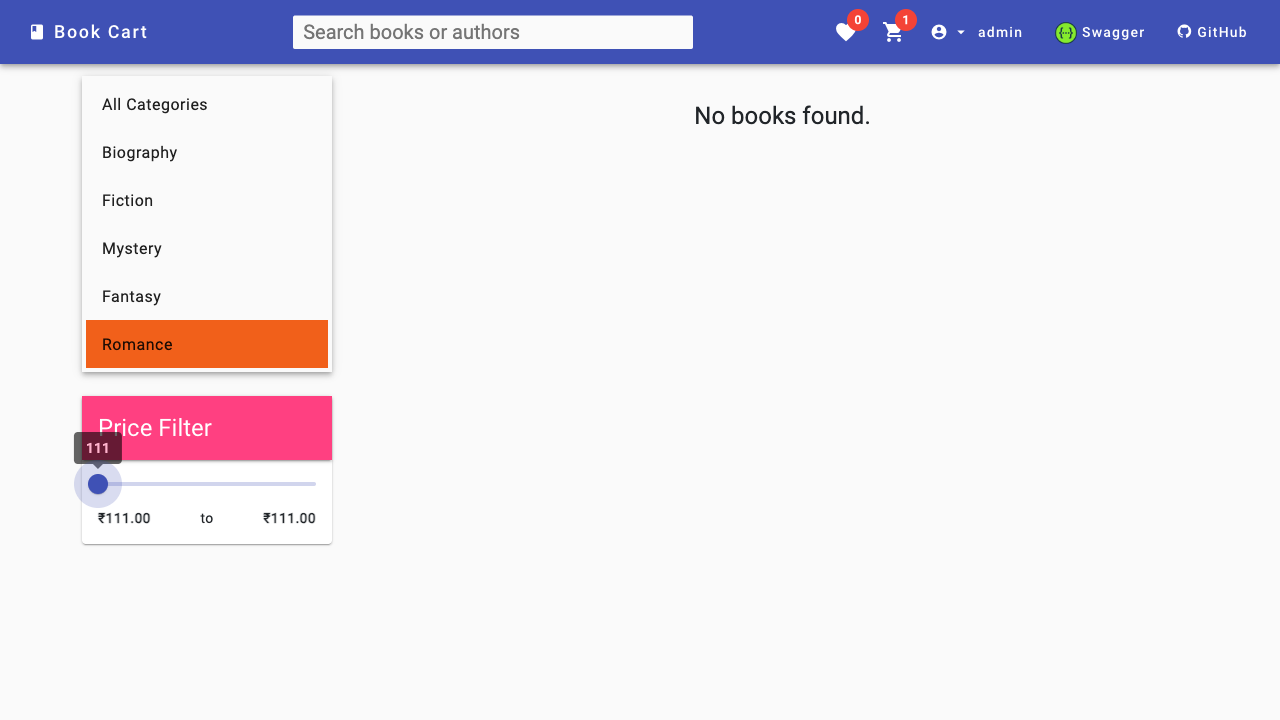 Book Cart
Search books or authors
0
1
admin
{...}
Swagger
GitHub
All Categories
Biography
Fiction
Mystery
Fantasy
Romance
No books found.
Price Filter
111
₹111.00 to ₹111.00